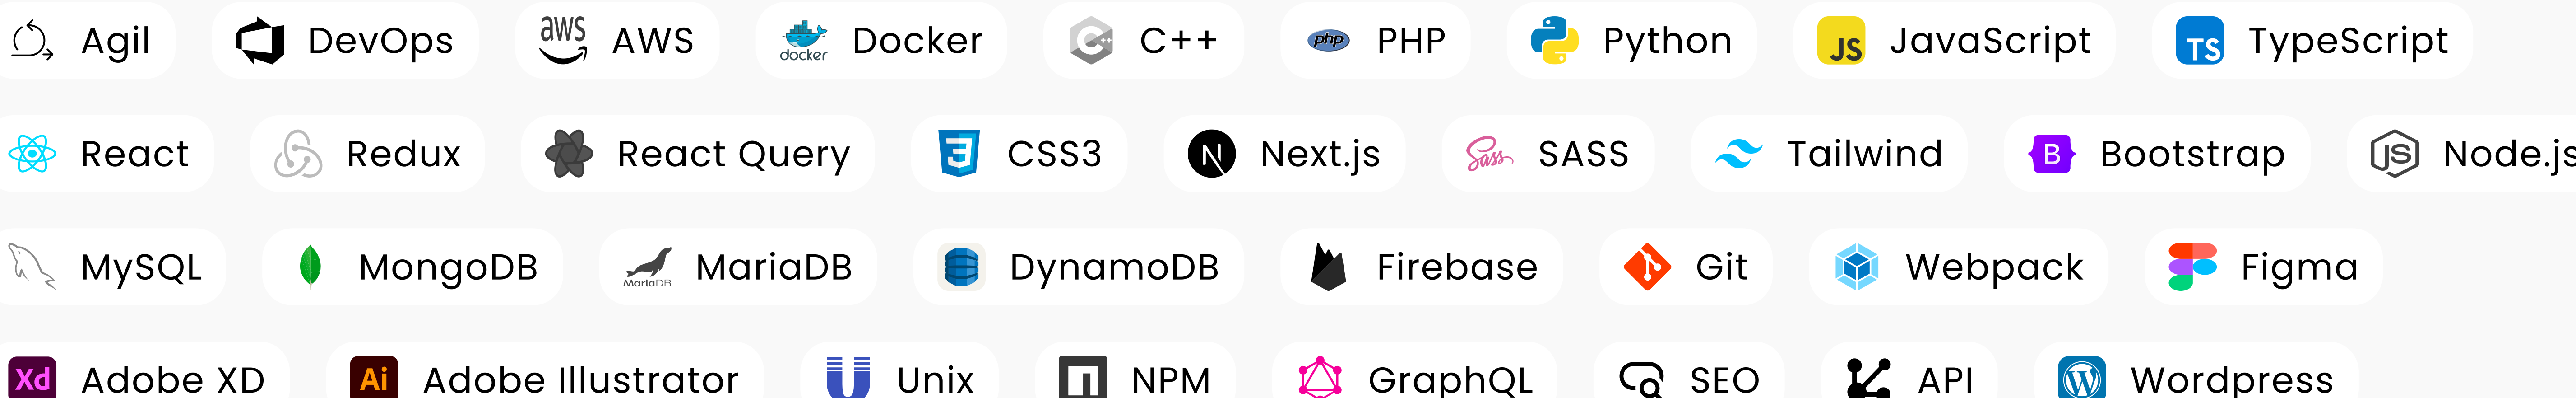 Agil DevOps aws AWS docker Docker C++ C++ php PHP Python JS JavaScript TS TypeScript
React Redux React Query 3 CSS3 N Next.js Sass SASS Tailwind B Bootstrap JS Node.js
MySQL MongoDB MariaDB MariaDB DynamoDB Firebase Git Webpack Figma
Xd Adobe XD Ai Adobe Illustrator U Unix n NPM GraphQL SEO API W Wordpress